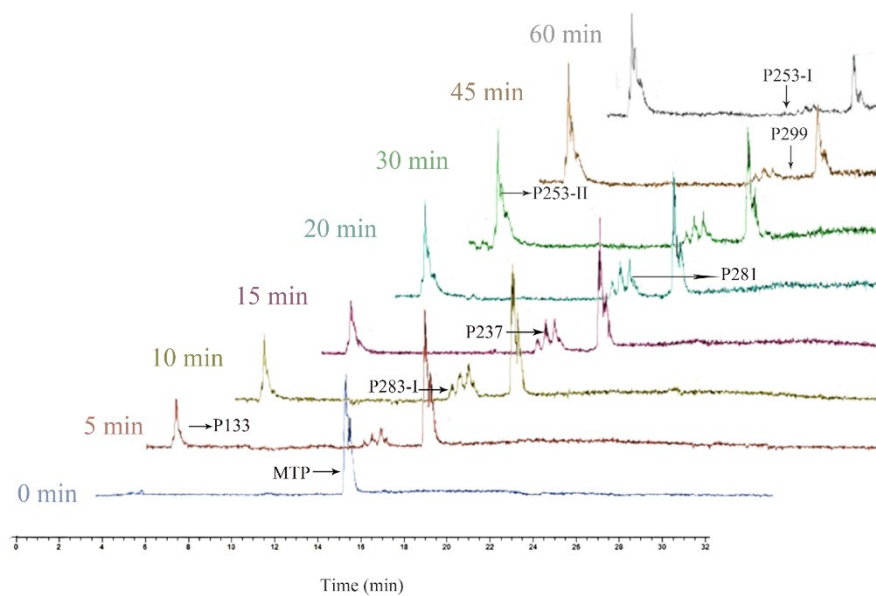 60 min
P253-I
45 min
P299
30 min
P253-II
20 min
P281
15 min
P237
10 min
P283-I
5 min
P133
MTP
0 min
0 2 4 6 8 10 12 14 16 18 20 22 24 26 28 30 32
Time (min)